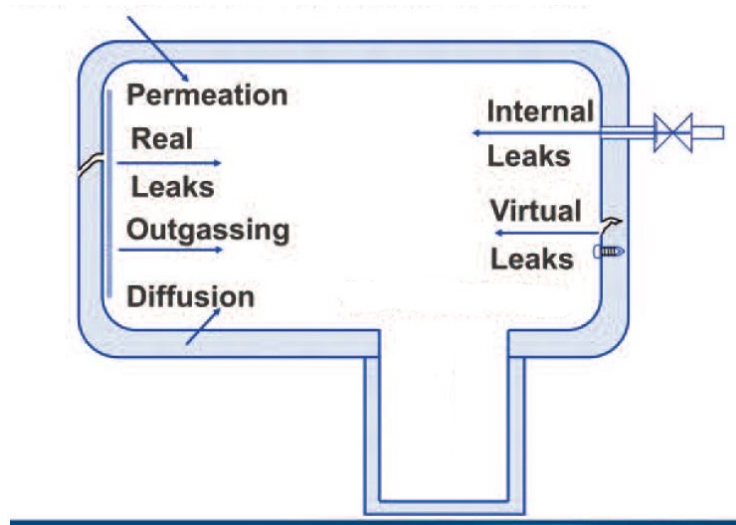 Permeation
Real
Leaks
Outgassing
Diffusion
Internal
Leaks
Virtual
Leaks